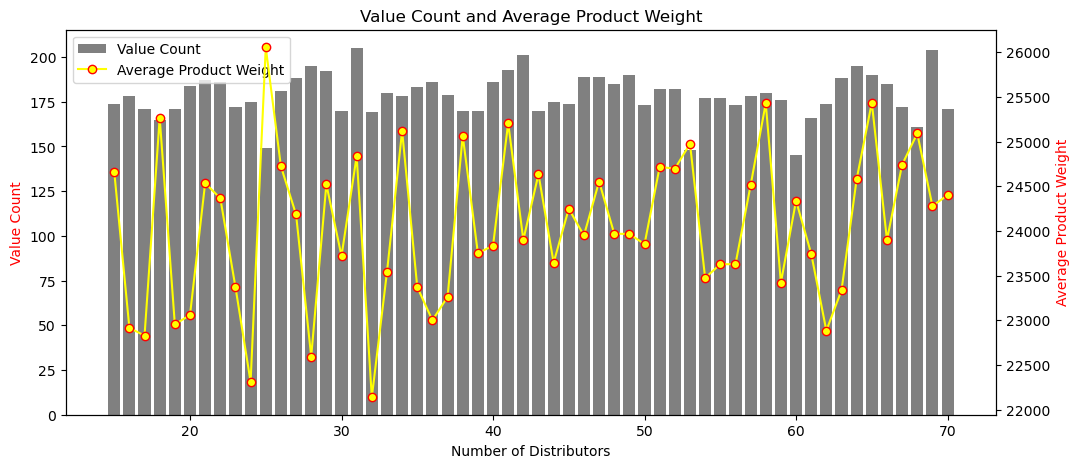 Value Count and Average Product Weight
Value Count
Average Product Weight
200
175
150
125
100
75
50
25
0
Value Count
26000
25500
25000
24500
24000
23500
23000
22500
22000
Average Product Weight
20 30 40 50 60 70
Number of Distributors